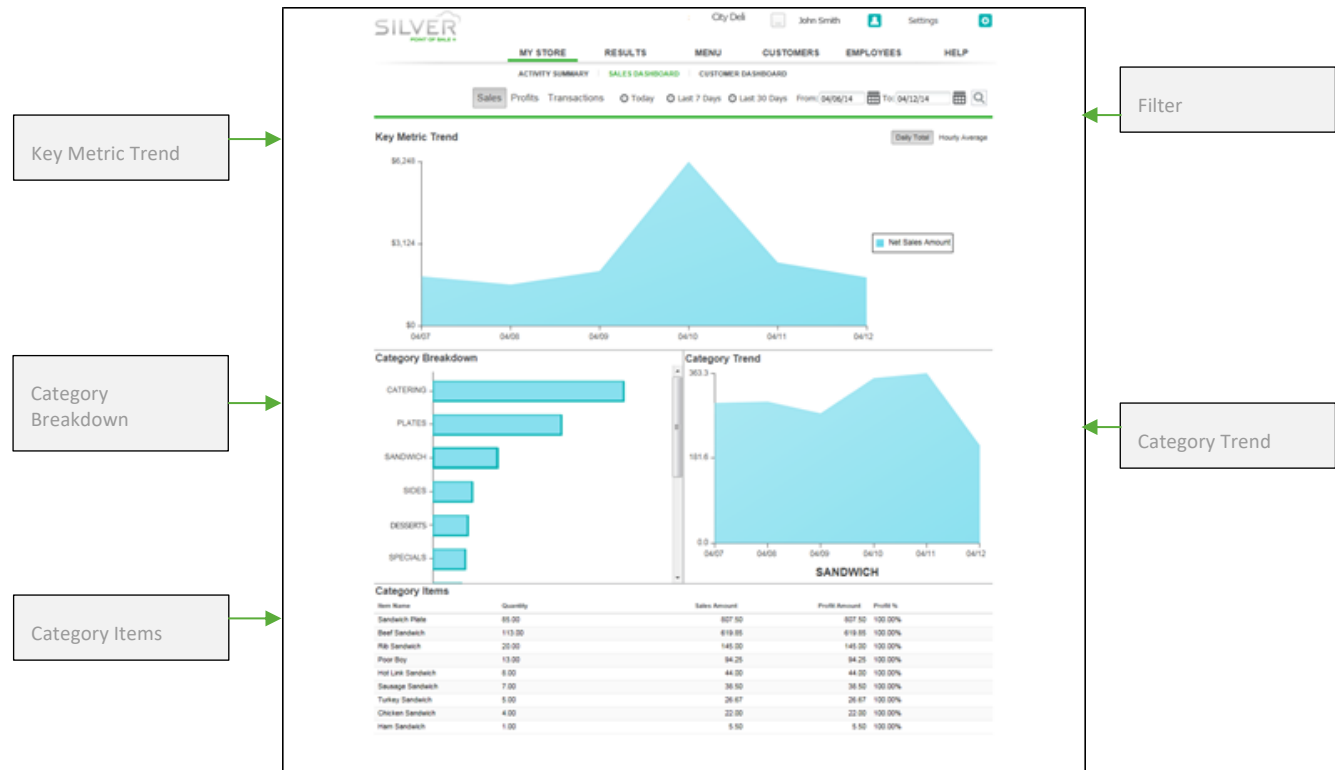 SILVER
POINT OF SALE
City Deli John Smith Settings
MY STORE RESULTS MENU CUSTOMERS EMPLOYEES HELP
ACTIVITY SUMMARY SALES DASHBOARD CUSTOMER DASHBOARD
Sales Profits Transactions Today Last 7 Days Last 30 Days From: 04/06/14 To: 04/12/14
Filter
Key Metric Trend
Key Metric Trend
Daily Total Hourly Average
$6,248
$3,124
$0
Net Sales Amount
04/07 04/08 04/09 04/10 04/11 04/12
Category
Breakdown
Category Breakdown
CATERING
PLATES
SANDWICH
SIDES
DESSERTS
SPECIALS
Category Trend
Category Trend
363.3
181.6
0.0
04/07 04/08 04/09 04/10 04/11 04/12
SANDWICH
Category Items
Category Items
Item Name Quantity Sales Amount Profit Amount Profit %
Sandwich Plate 85.00 807.50 807.50 100.00%
Beef Sandwich 113.00 619.85 619.85 100.00%
Rib Sandwich 20.00 145.00 145.00 100.00%
Poor Boy 13.00 94.25 94.25 100.00%
Hot Link Sandwich 8.00 44.00 44.00 100.00%
Sausage Sandwich 7.00 38.50 38.50 100.00%
Turkey Sandwich 5.00 26.67 26.67 100.00%
Chicken Sandwich 4.00 22.00 22.00 100.00%
Ham Sandwich 1.00 5.50 5.50 100.00%